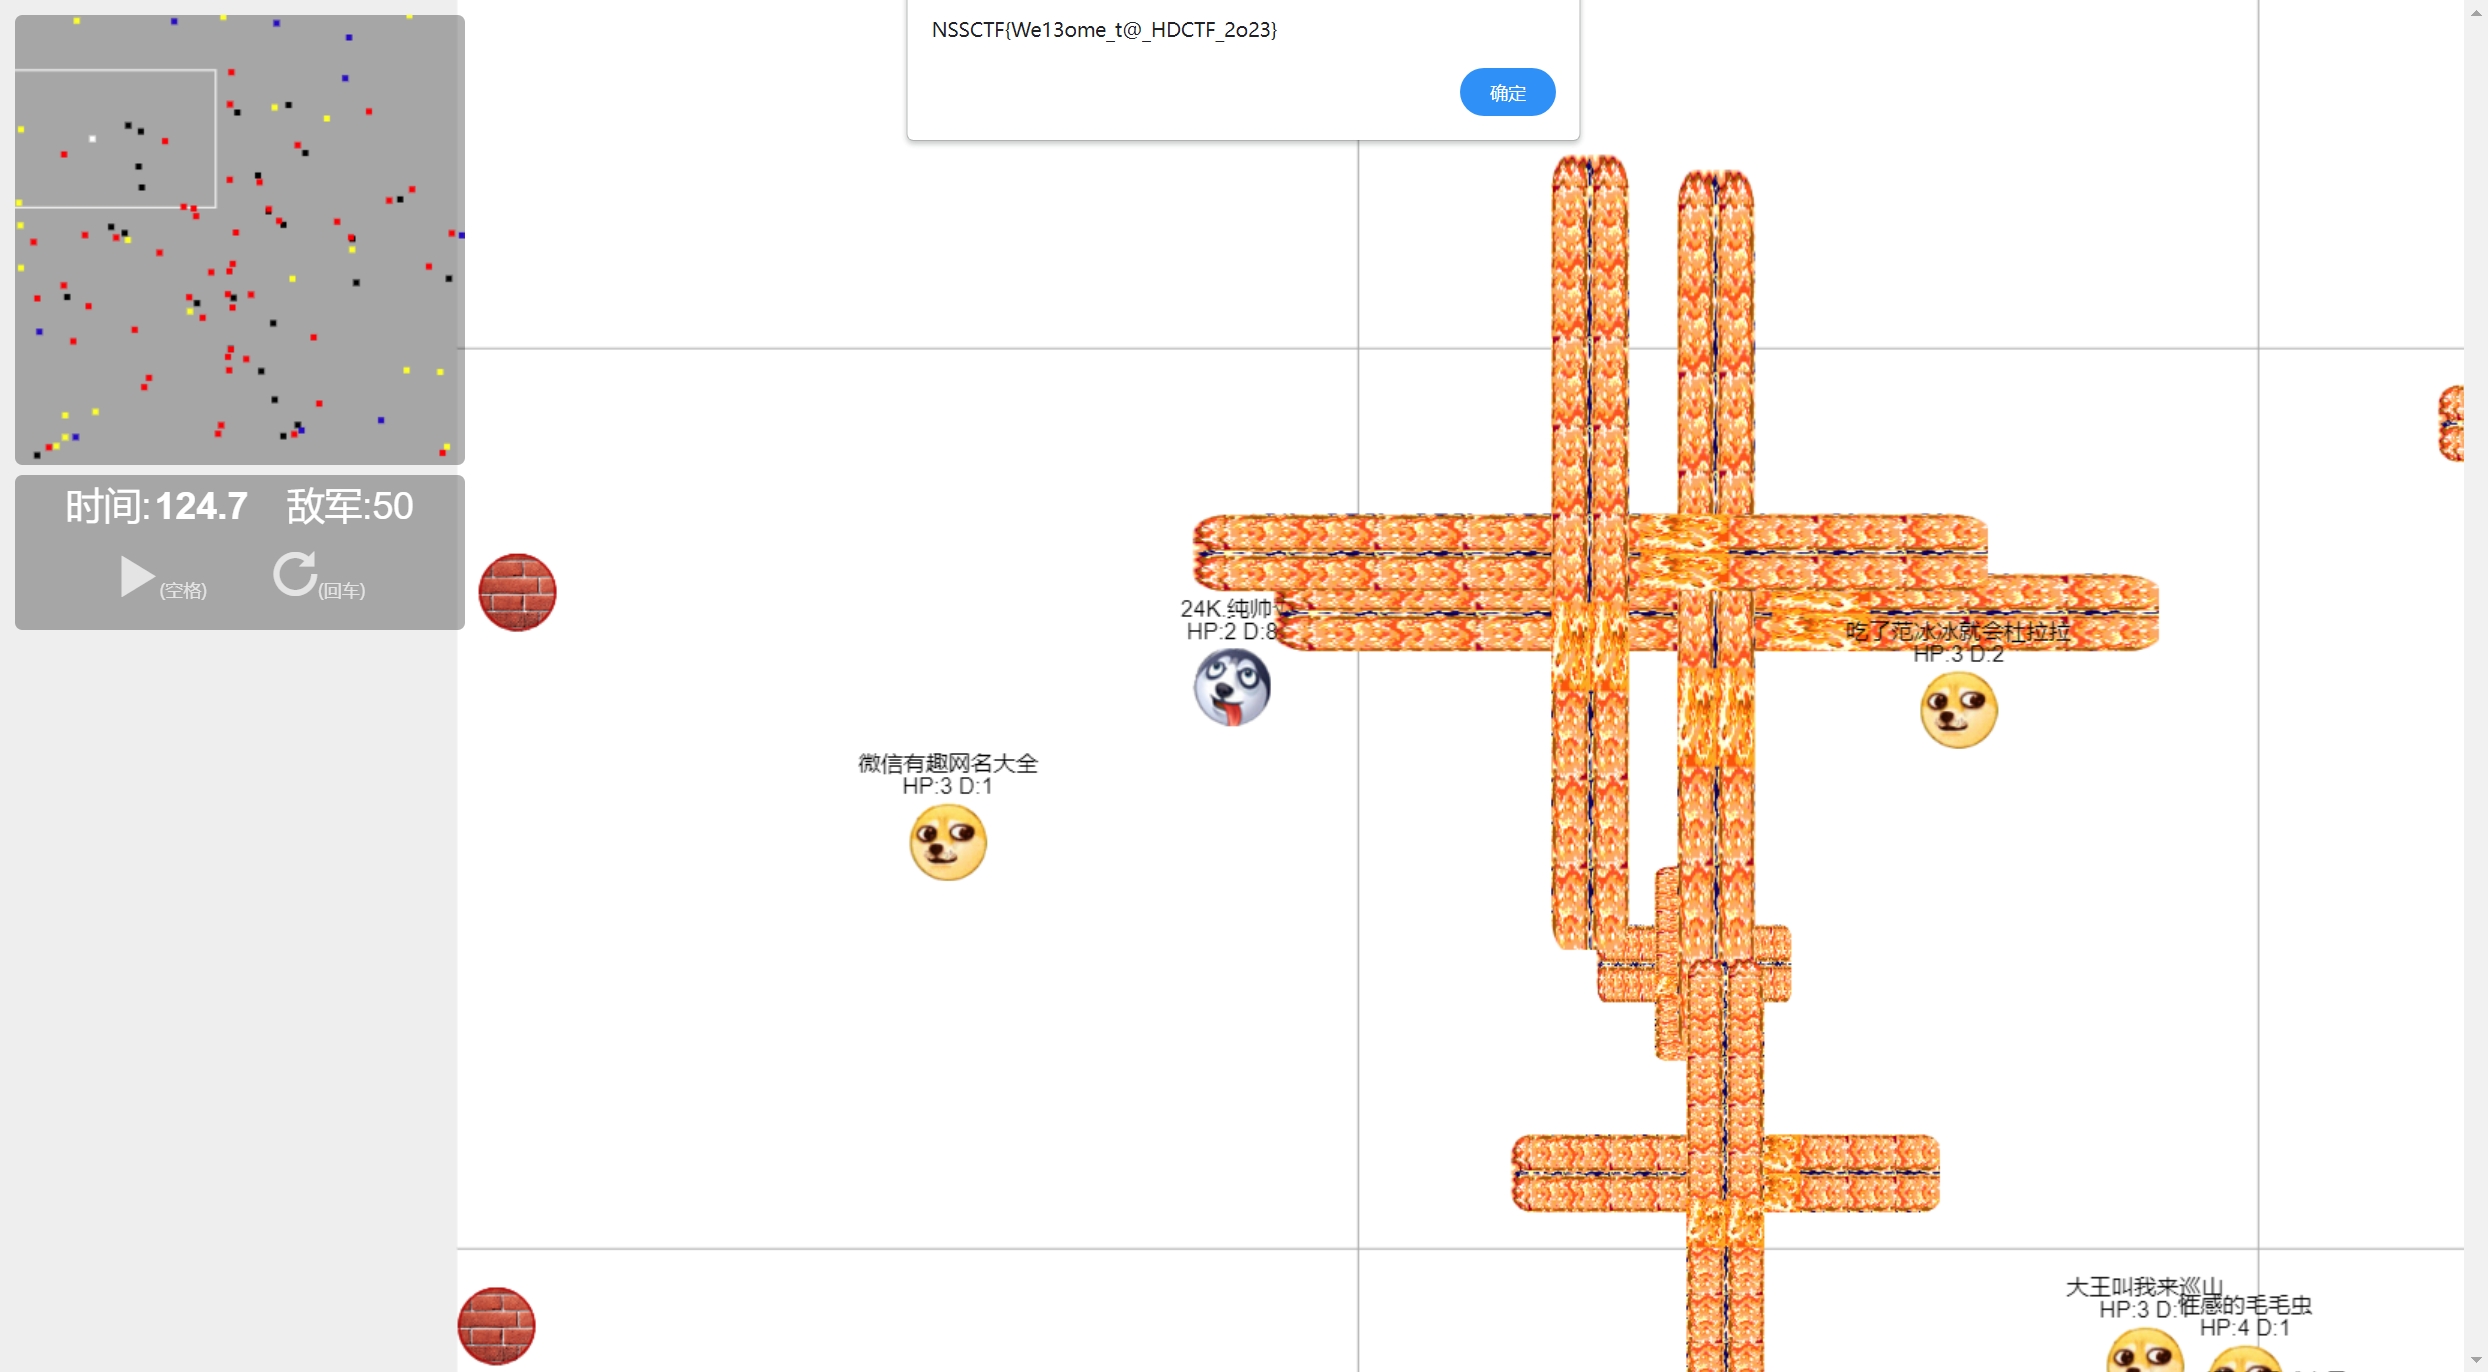 NSSCTF{We13ome_t@_HDCTF_2o23}
确定
时间:124.7 敌军:50
(空格) (回车)
24K.纯帅
HP:2 D:8
吃了范冰冰就会杜拉拉
HP:3 D:2
微信有趣网名大全
HP:3 D:1
大王叫我来巡山
HP:3 D:
感的毛毛虫
HP:4 D:1